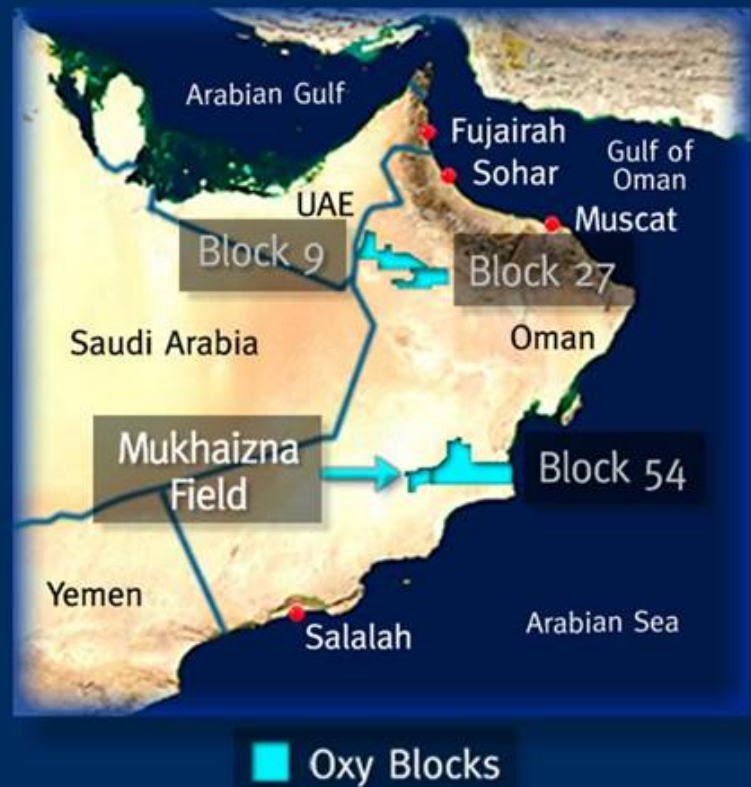 Arabian Gulf
Fujairah
Gulf of
Oman
Sohar
UAE
Muscat
Block 9
Block 27
Saudi Arabia
Oman
Mukhaizna
Field
Block 54
Yemen
Salalah
Arabian Sea
Oxy Blocks